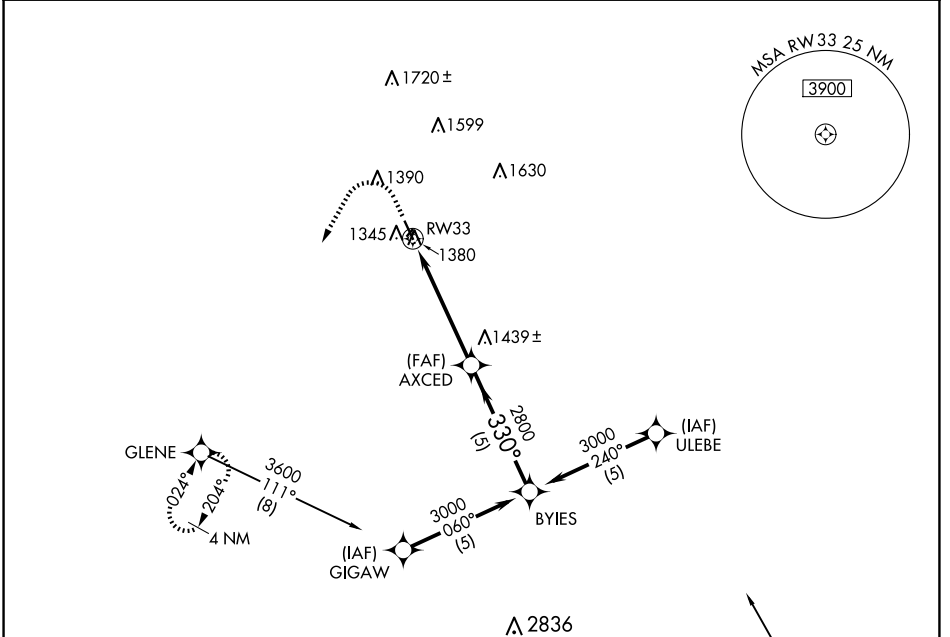 MSA RW33 25 NM
3900
1720 ±
1599
1630
1390
1345
RW33
1380
1439 ±
(FAF)
AXCED
2800
330°
(5)
(IAF)
ULEBE
3000
240°
(5)
GLENE
3600
111°
(8)
024°
204°
4 NM
3000
060°
(5)
BYIES
(IAF)
GIGAW
2836